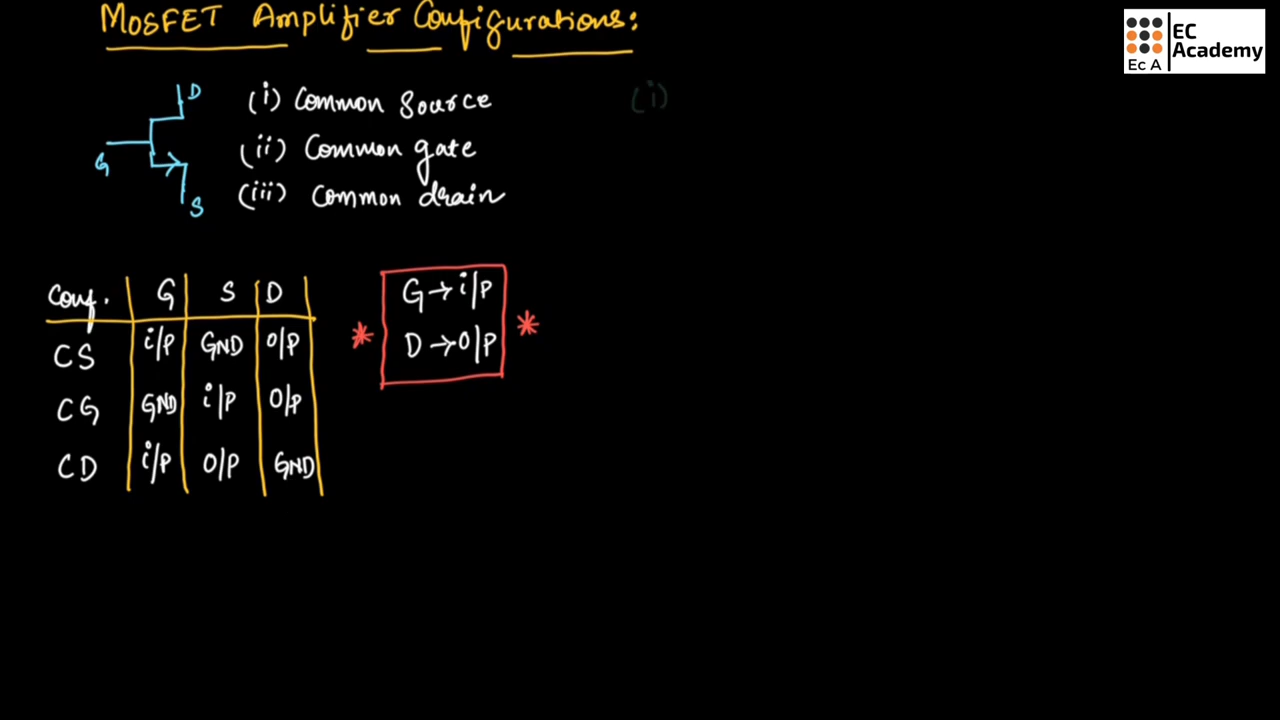 MOSFET Amplifier Configurations:
EC
Academy
Ec A
D
G
S
(i) Common Source
(ii) Common gate
(iii) Common drain
(i)
Conf. G S D
CS i/P GND O/P
CG GND i/P O/P
CD i/P O/P GND
* G→i/P *
D→O/P